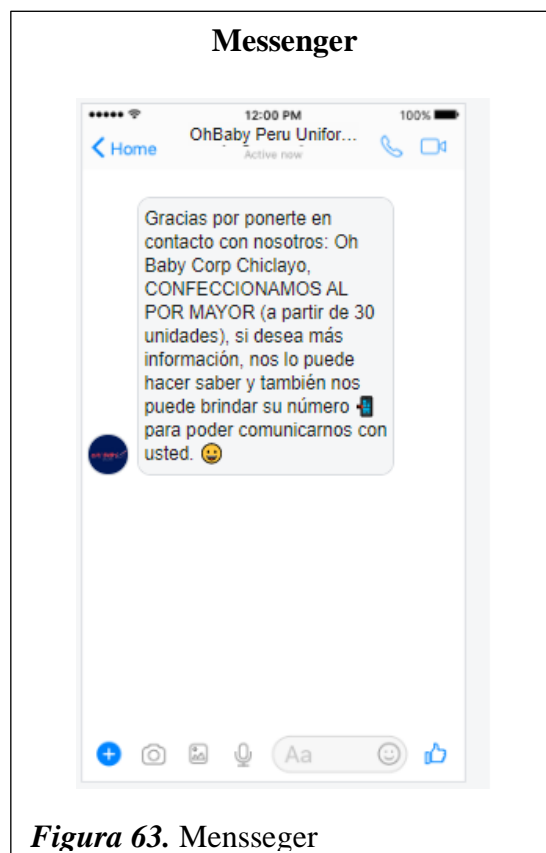 Messenger
12:00 PM 100%
Home OhBaby Peru Unifor...
Active now
Gracias por ponerte en
contacto con nosotros: Oh
Baby Corp Chiclayo,
CONFECCIONAMOS AL
POR MAYOR (a partir de 30
unidades), si desea más
información, nos lo puede
hacer saber y también nos
puede brindar su número 📲
para poder comunicarnos con
usted. 😀
Aa
Figura 63. Mensseger